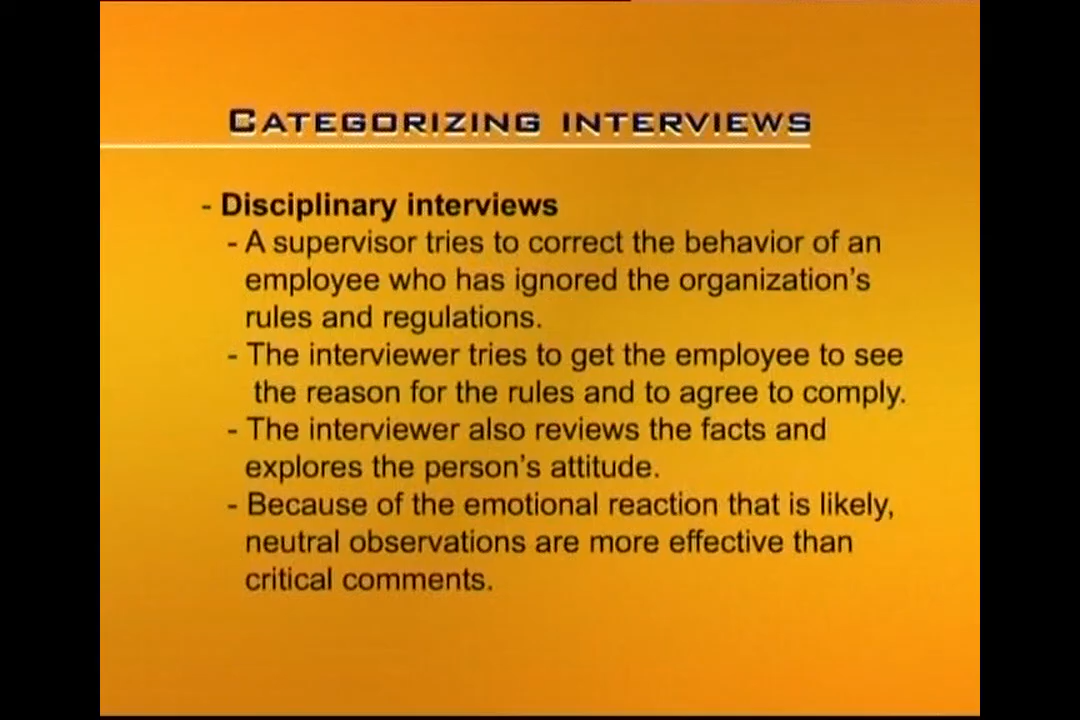 CATEGORIZING INTERVIEWS
- Disciplinary interviews
- A supervisor tries to correct the behavior of an
employee who has ignored the organization's
rules and regulations.
- The interviewer tries to get the employee to see
the reason for the rules and to agree to comply.
- The interviewer also reviews the facts and
explores the person's attitude.
- Because of the emotional reaction that is likely,
neutral observations are more effective than
critical comments.